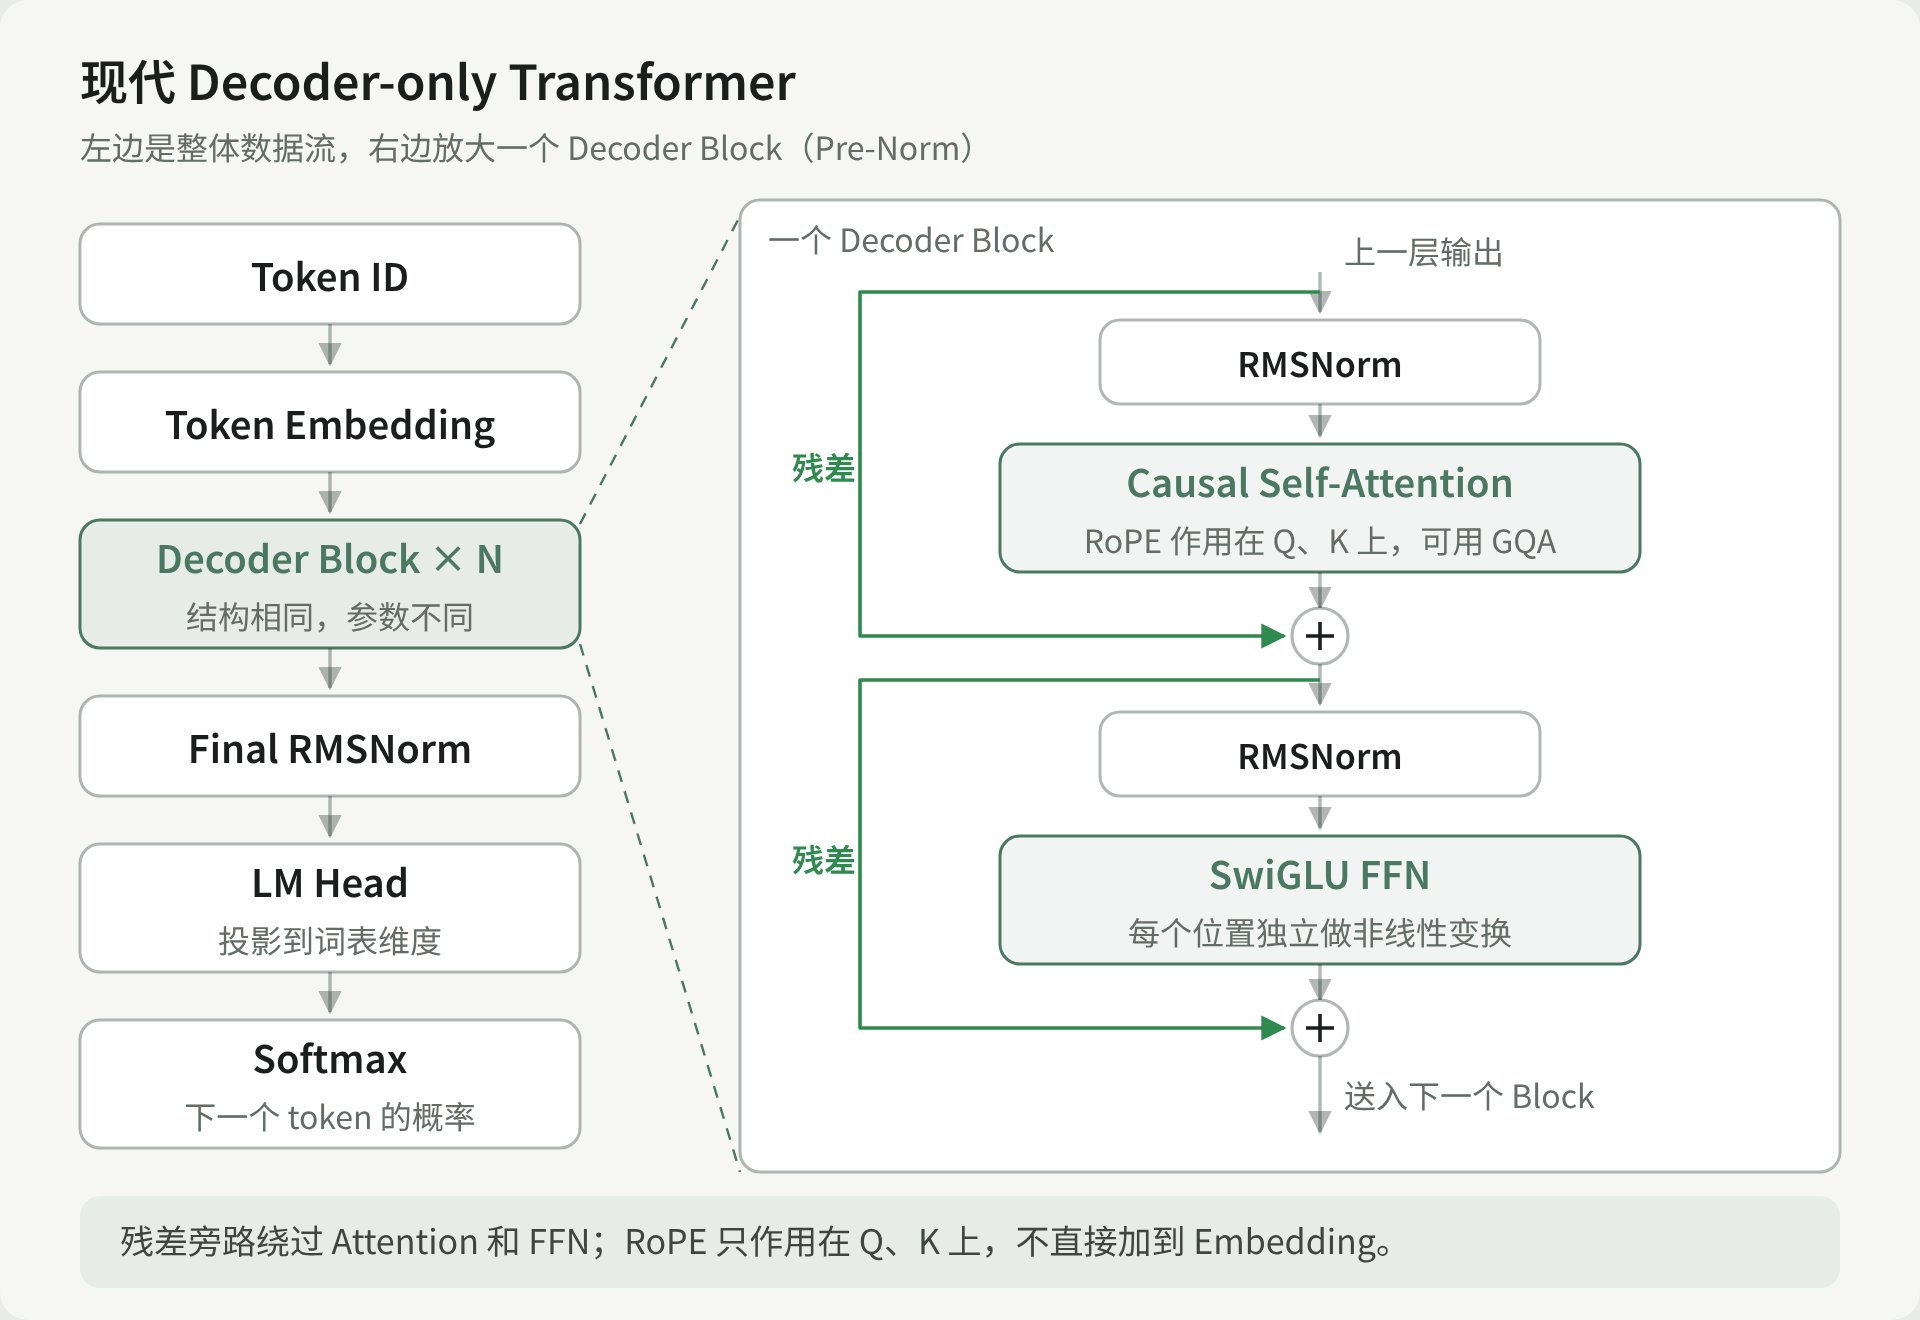 现代 Decoder-only Transformer
左边是整体数据流，右边放大一个 Decoder Block（Pre-Norm）
Token ID
Token Embedding
Decoder Block × N
结构相同，参数不同
Final RMSNorm
LM Head
投影到词表维度
Softmax
下一个 token 的概率
一个 Decoder Block
上一层输出
RMSNorm
残差
Causal Self-Attention
RoPE 作用在 Q、K 上，可用 GQA
+
RMSNorm
残差
SwiGLU FFN
每个位置独立做非线性变换
+
送入下一个 Block
残差旁路绕过 Attention 和 FFN；RoPE 只作用在 Q、K 上，不直接加到 Embedding。